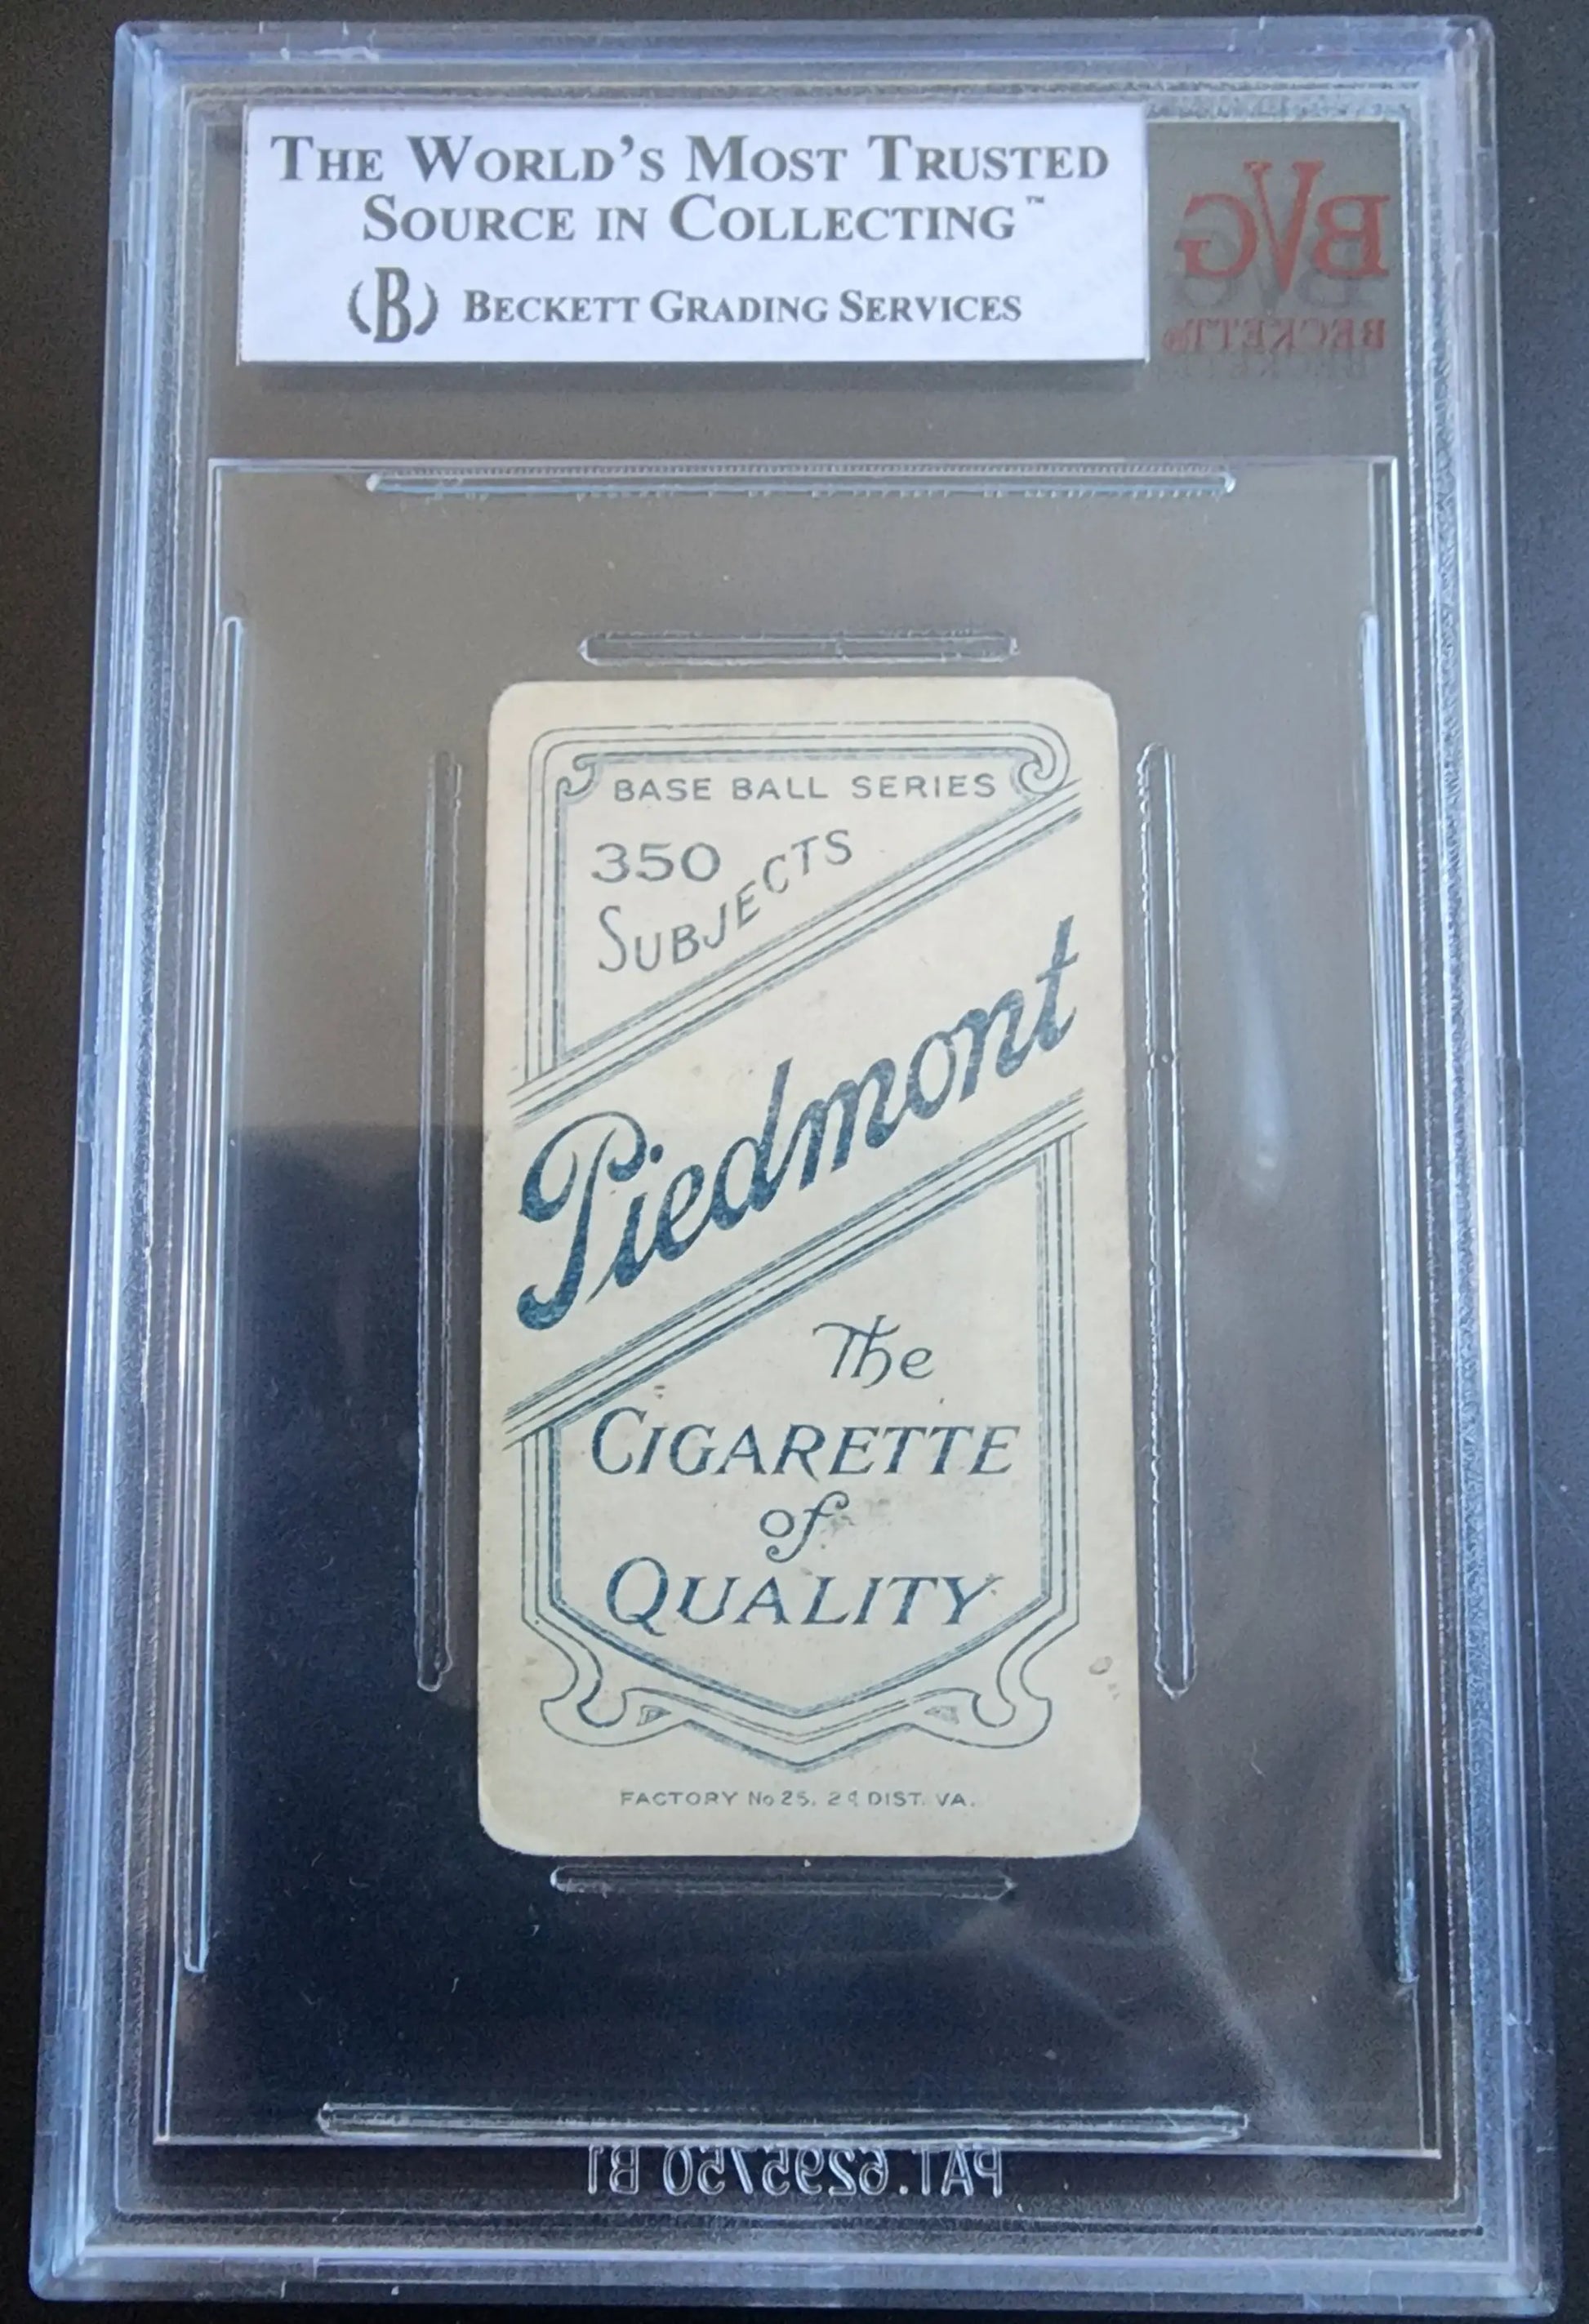 THE WORLD'S MOST TRUSTED
SOURCE IN COLLECTING™
(B) BECKETT GRADING SERVICES
BVG
BECKETT®
BASE BALL SERIES
350
SUBJECTS
Piedmont
The
CIGARETTE
of
QUALITY
FACTORY No 25, 2d DIST. VA.
PAT.6295750 B1